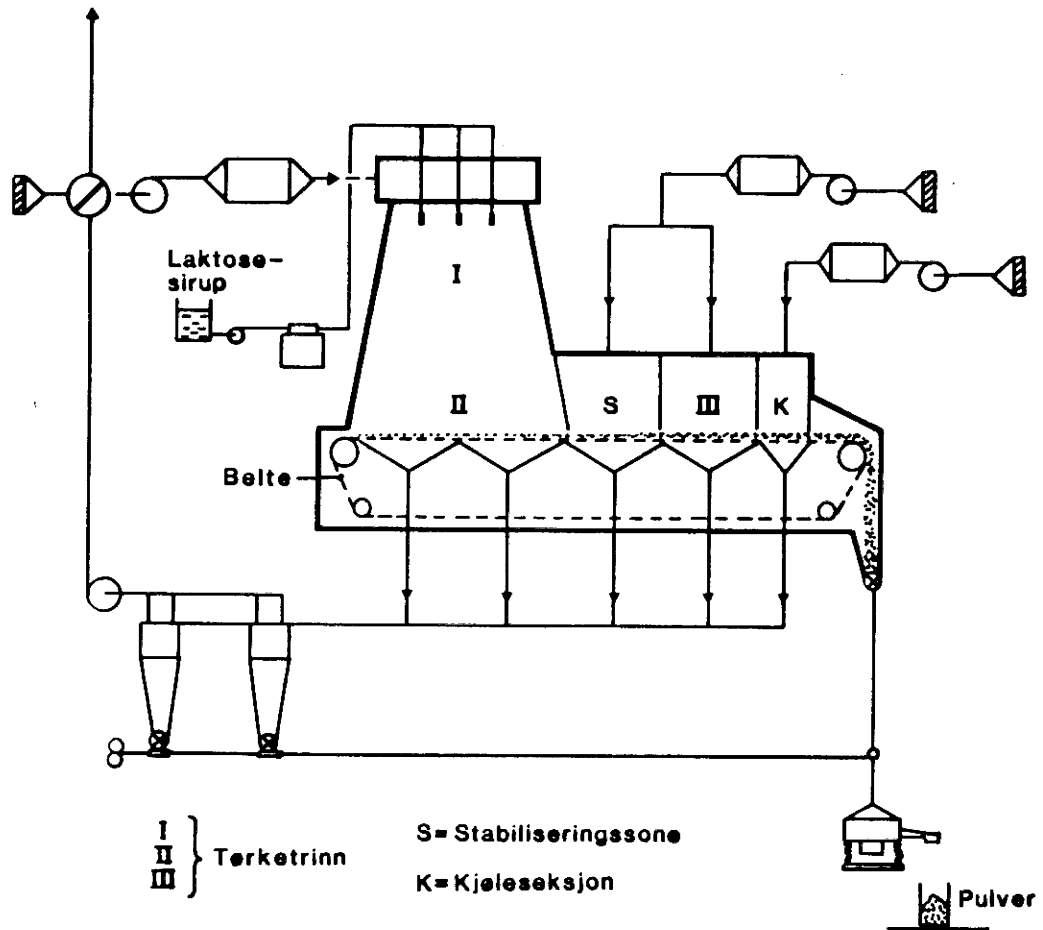 Laktose-
sirup
I
II
S
III
K
Belte
I
II
III
Tørketrinn
S= Stabiliseringssone
K= Kjøleseksjon
Pulver